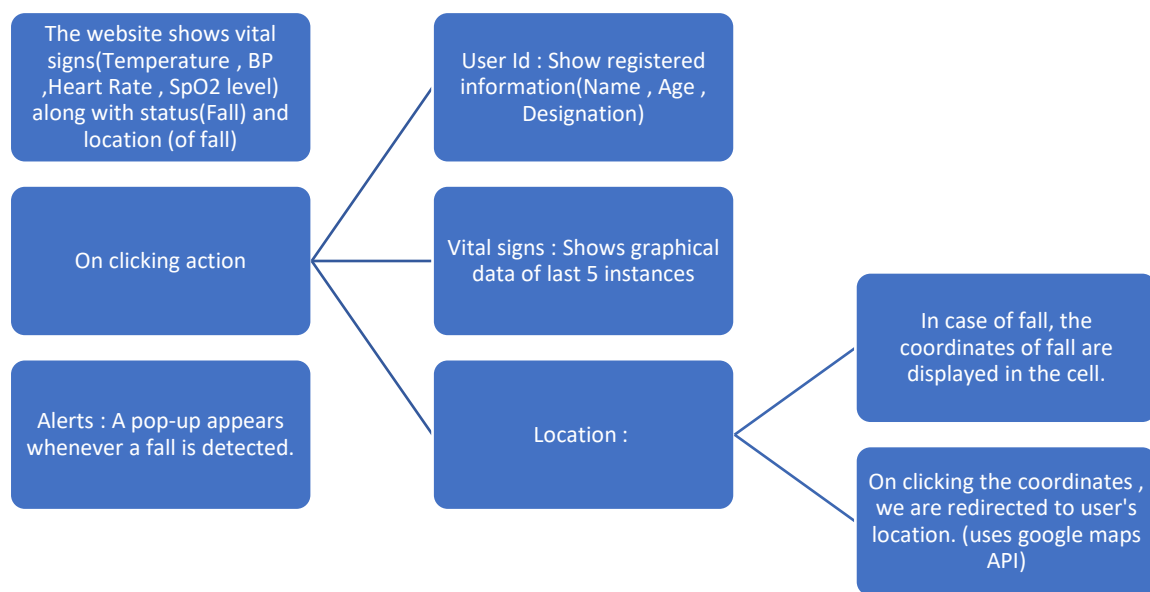 The website shows vital
signs(Temperature , BP
,Heart Rate , SpO2 level)
along with status(Fall) and
location (of fall)
User Id : Show registered
information(Name , Age ,
Designation)
On clicking action
Vital signs : Shows graphical
data of last 5 instances
Alerts : A pop-up appears
whenever a fall is detected.
Location :
In case of fall, the
coordinates of fall are
displayed in the cell.
On clicking the coordinates ,
we are redirected to user's
location. (uses google maps
API)